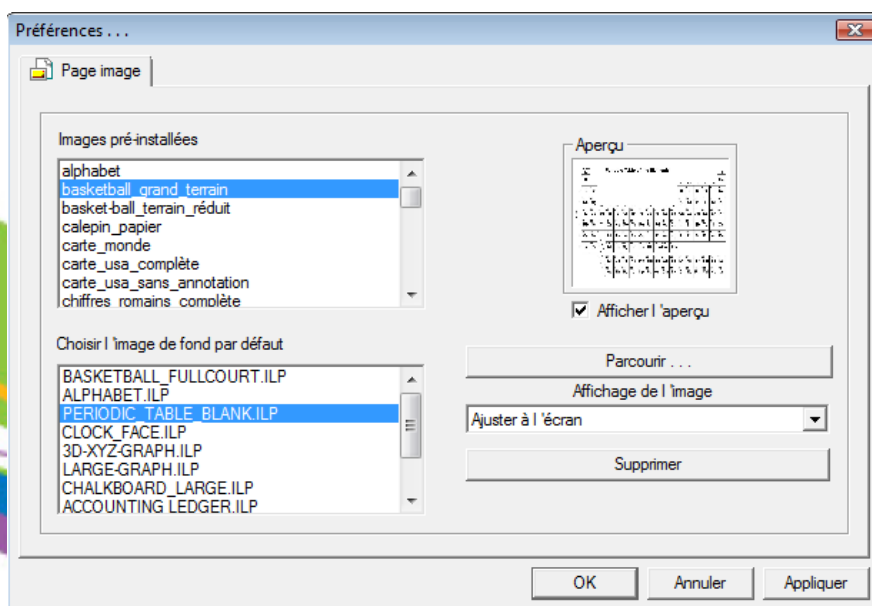 Préférences . . .
Page image
Images pré-installées
alphabet
basketball_grand_terrain
basket-ball_terrain_réduit
calepin_papier
carte_monde
carte_usa_complète
carte_usa_sans_annotation
chiffres_romains_complète
Aperçu
Afficher l 'aperçu
Choisir l 'image de fond par défaut
BASKETBALL_FULLCOURT.ILP
ALPHABET.ILP
PERIODIC_TABLE_BLANK.ILP
CLOCK_FACE.ILP
3D-XYZ-GRAPH.ILP
LARGE-GRAPH.ILP
CHALKBOARD_LARGE.ILP
ACCOUNTING LEDGER.ILP
Parcourir . . .
Affichage de l 'image
Ajuster à l 'écran
Supprimer
OK
Annuler
Appliquer